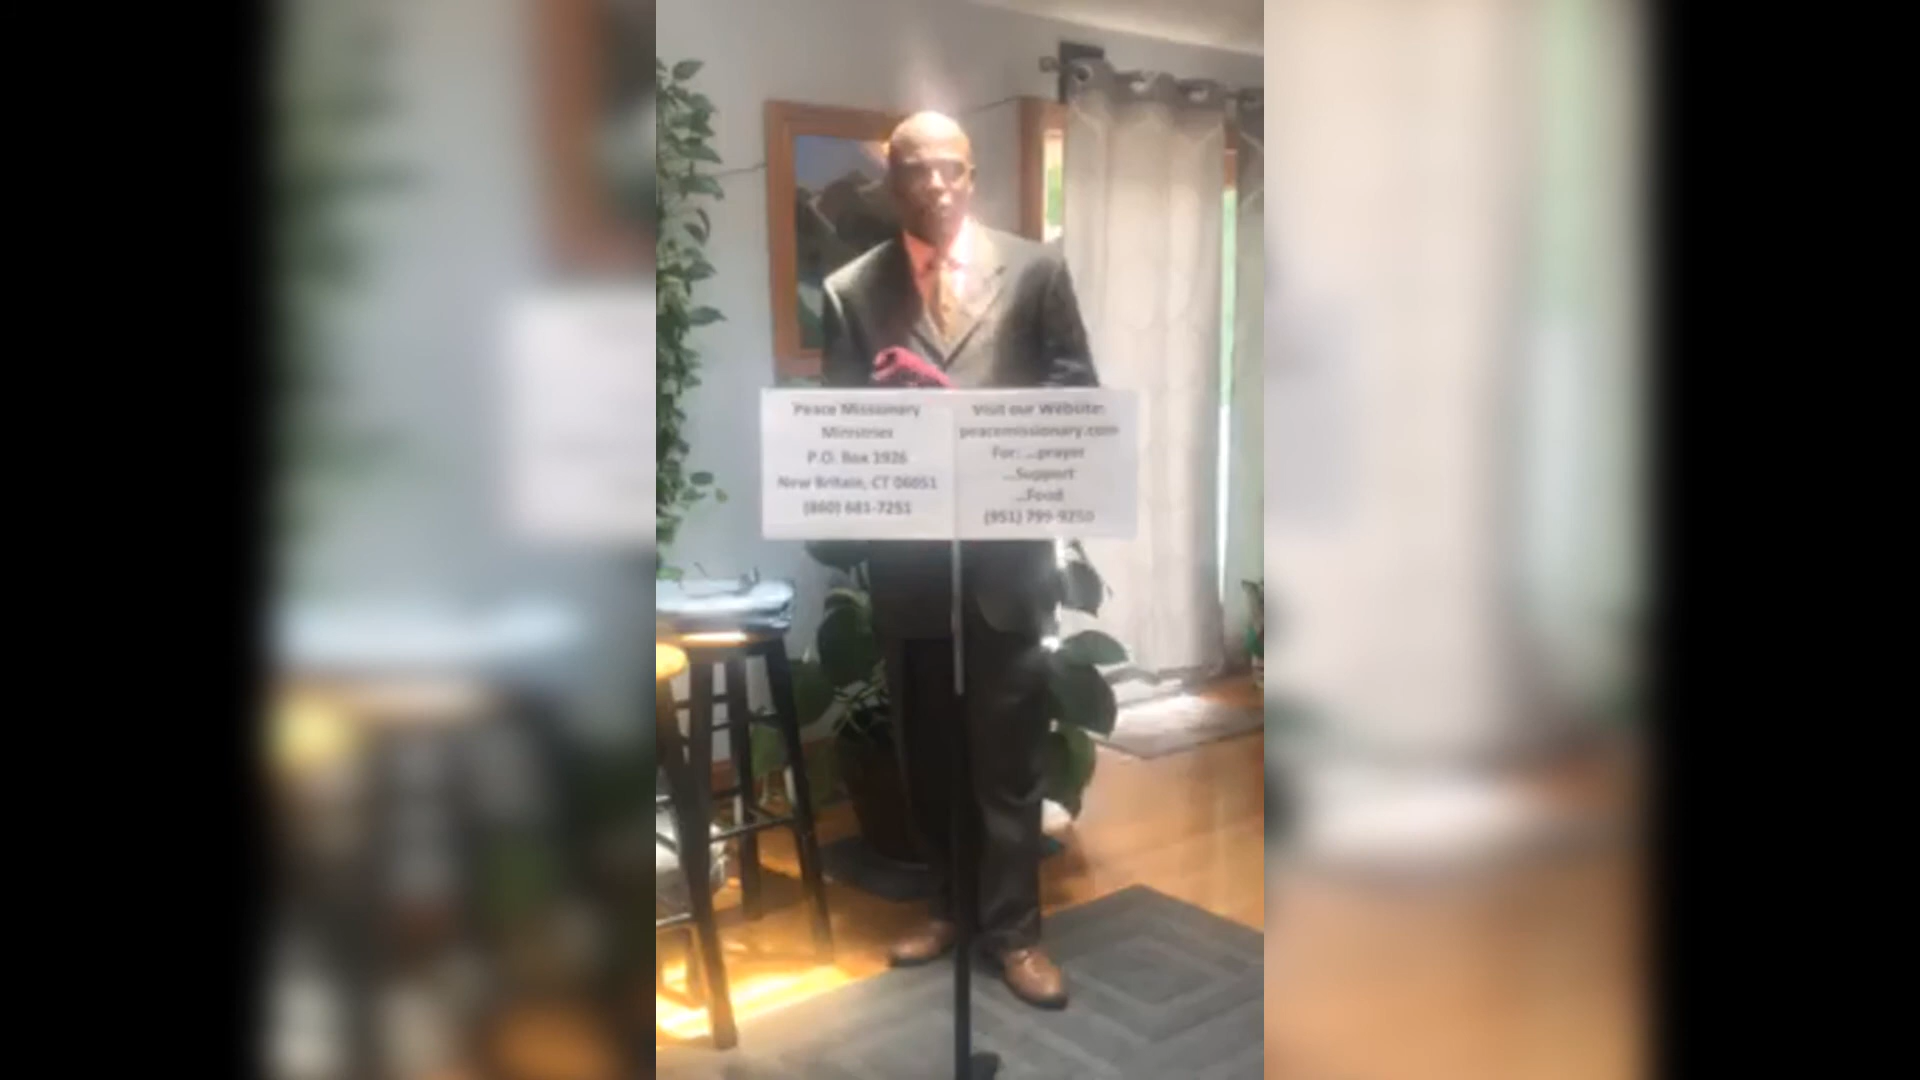 Peace Missionary
Ministries
P.O. Box 1926
New Britain, CT 06051
(860) 681-7251
Visit our Website:
peacemissionary.com
For: ...prayer
...Support
...Food
(951) 799-9250